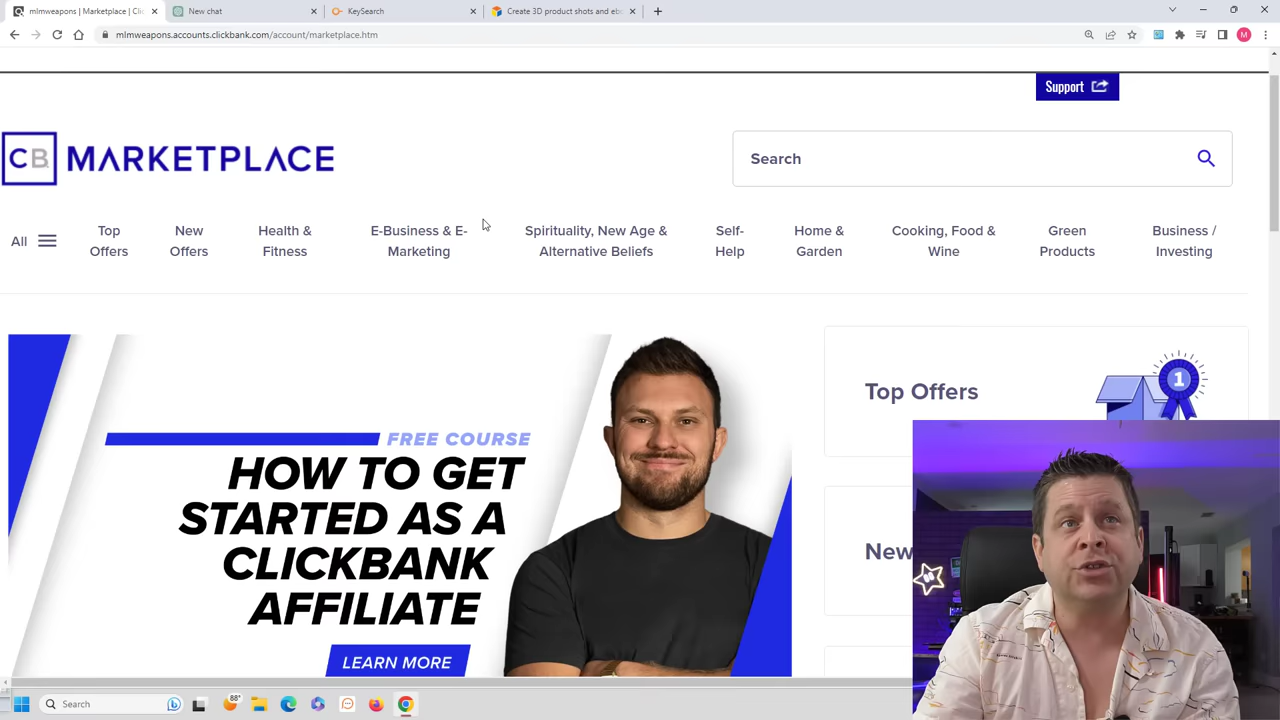 mlmweapons | Marketplace | Clic
New chat
KeySearch
Create 3D product shots and ebo
mlmweapons.accounts.clickbank.com/account/marketplace.htm
M
Support
CB MARKETPLACE
Search
All
Top Offers
New Offers
Health & Fitness
E-Business & E-Marketing
Spirituality, New Age & Alternative Beliefs
Self-Help
Home & Garden
Cooking, Food & Wine
Green Products
Business / Investing
FREE COURSE
HOW TO GET
STARTED AS A
CLICKBANK
AFFILIATE
LEARN MORE
Top Offers
1
New
Search
88°